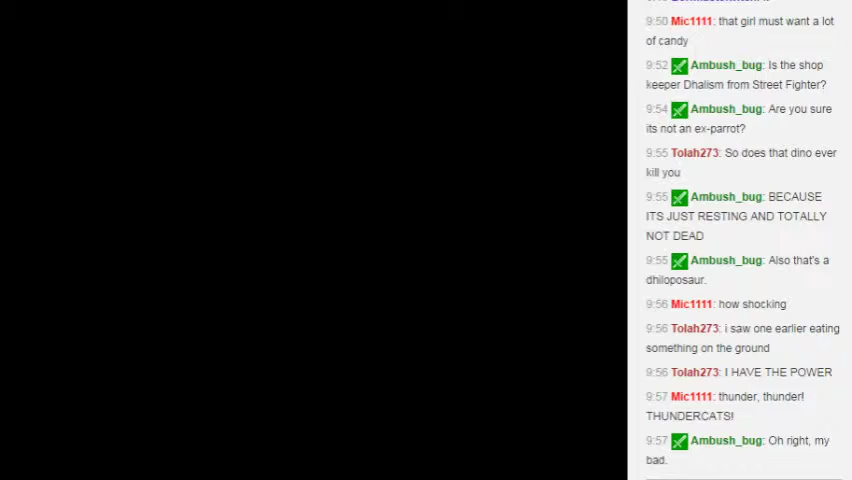 9:50 Mic1111: that girl must want a lot
of candy
9:52 Ambush_bug: Is the shop
keeper Dhalism from Street Fighter?
9:54 Ambush_bug: Are you sure
its not an ex-parrot?
9:55 Tolah273: So does that dino ever
kill you
9:55 Ambush_bug: BECAUSE
ITS JUST RESTING AND TOTALLY
NOT DEAD
9:55 Ambush_bug: Also that's a
dhiloposaur.
9:56 Mic1111: how shocking
9:56 Tolah273: i saw one earlier eating
something on the ground
9:56 Tolah273: I HAVE THE POWER
9:57 Mic1111: thunder, thunder!
THUNDERCATS!
9:57 Ambush_bug: Oh right, my
bad.